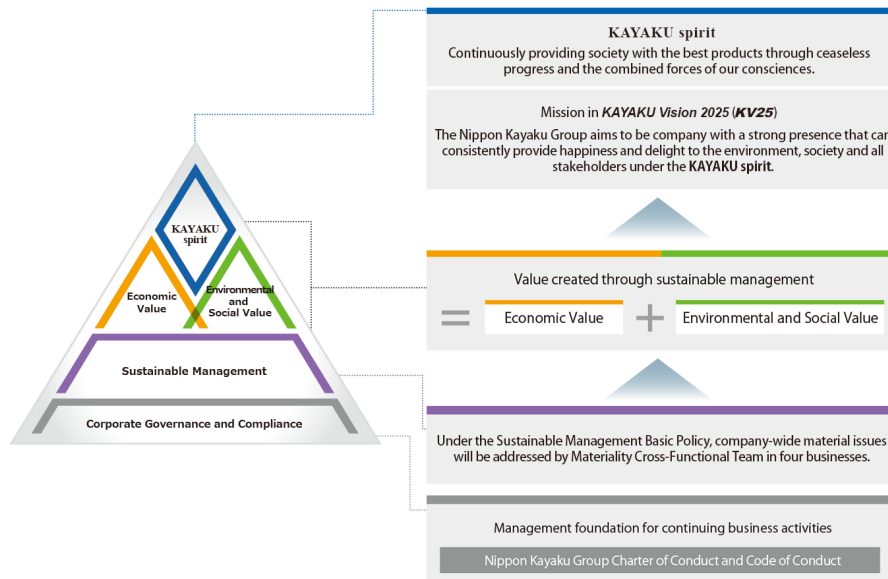 KAYAKU spirit
Continuously providing society with the best products through ceaseless
progress and the combined forces of our consciences.
Mission in KAYAKU Vision 2025 (KV25)
The Nippon Kayaku Group aims to be company with a strong presence that can
consistently provide happiness and delight to the environment, society and all
stakeholders under the KAYAKU spirit.
KAYAKU
spirit
Economic
Value
Environmental
and
Social Value
Sustainable Management
Corporate Governance and Compliance
Value created through sustainable management
= Economic Value + Environmental and Social Value
Under the Sustainable Management Basic Policy, company-wide material issues
will be addressed by Materiality Cross-Functional Team in four businesses.
Management foundation for continuing business activities
Nippon Kayaku Group Charter of Conduct and Code of Conduct